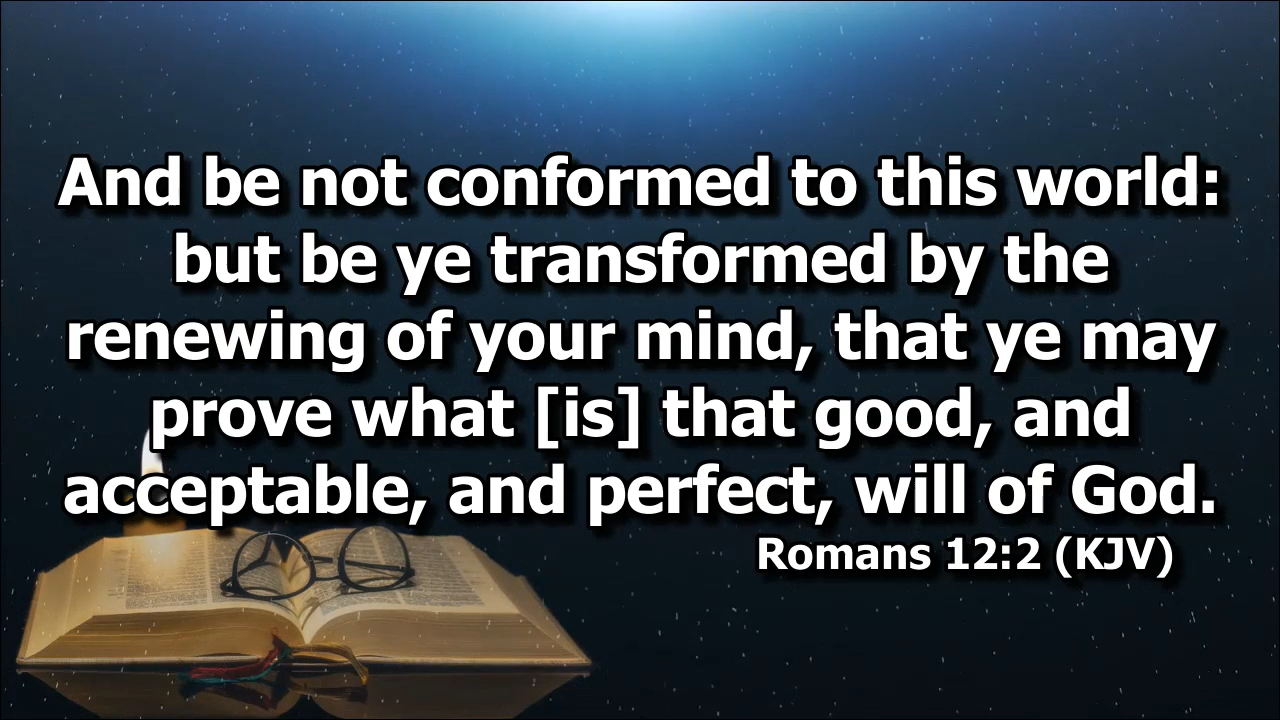 And be not conformed to this world:
but be ye transformed by the
renewing of your mind, that ye may
prove what [is] that good, and
acceptable, and perfect, will of God.
Romans 12:2 (KJV)